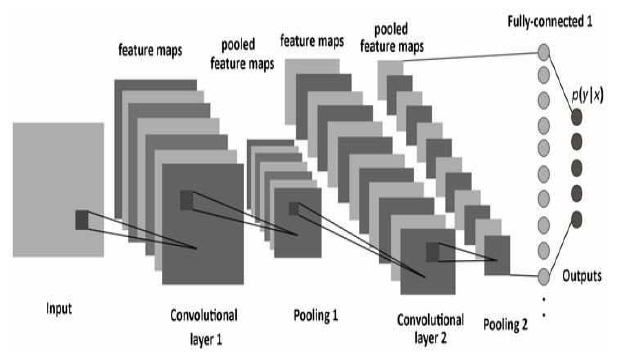 Fully-connected 1
feature maps
pooled
feature maps
feature maps
pooled
feature maps
p(y|x)
Input
Convolutional
layer 1
Pooling 1
Convolutional
layer 2
Pooling 2
Outputs